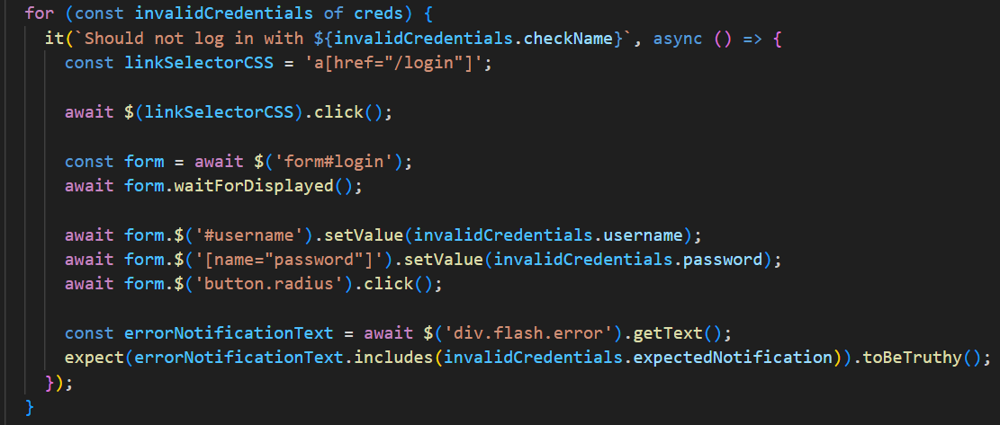 for (const invalidCredentials of creds) {
  it(`Should not log in with ${invalidCredentials.checkName}`, async () => {
    const linkSelectorCSS = 'a[href="/login"]';

    await $(linkSelectorCSS).click();

    const form = await $('form#login');
    await form.waitForDisplayed();

    await form.$('#username').setValue(invalidCredentials.username);
    await form.$('[name="password"]').setValue(invalidCredentials.password);
    await form.$('button.radius').click();

    const errorNotificationText = await $('div.flash.error').getText();
    expect(errorNotificationText.includes(invalidCredentials.expectedNotification)).toBeTruthy();
  });
}